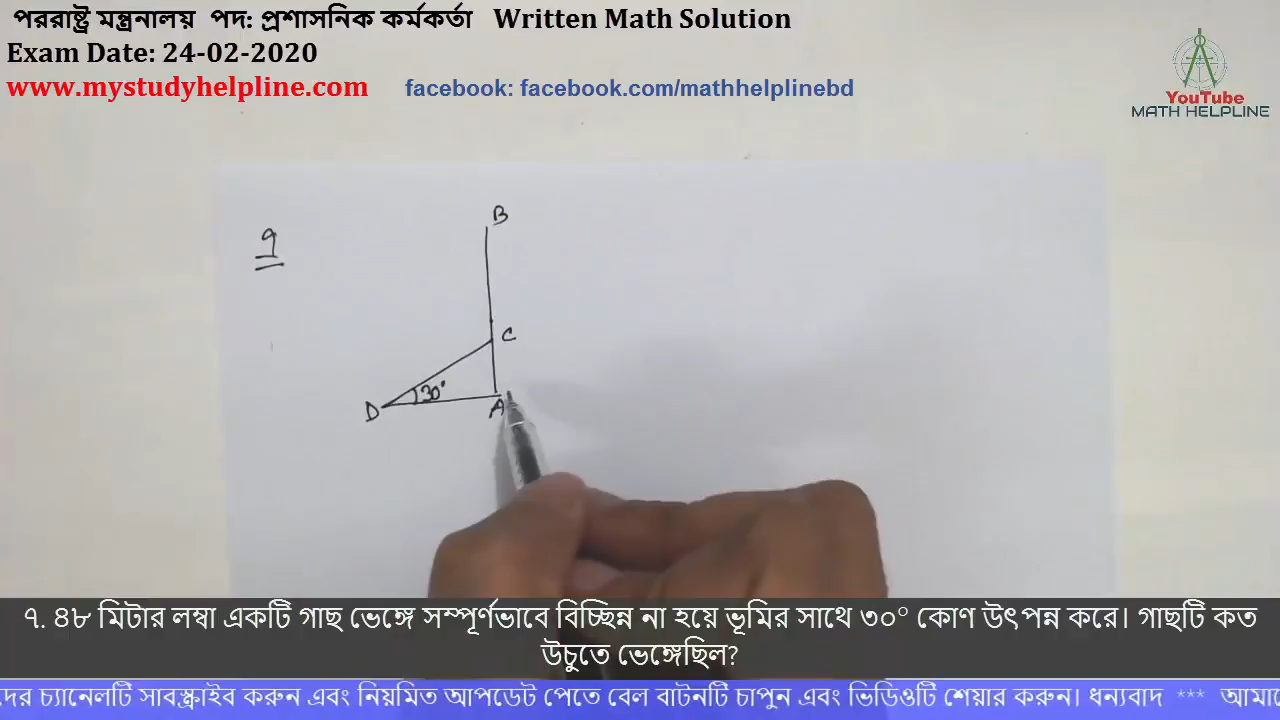 পররাষ্ট্র মন্ত্রনালয় পদ: প্রশাসনিক কর্মকর্তা Written Math Solution
Exam Date: 24-02-2020
www.mystudyhelpline.com facebook: facebook.com/mathhelplinebd
YouTube
MATH HELPLINE
৭
B
C
30°
D
A
৭. ৪৮ মিটার লম্বা একটি গাছ ভেঙ্গে সম্পূর্ণভাবে বিচ্ছিন্ন না হয়ে ভূমির সাথে ৩০° কোণ উৎপন্ন করে। গাছটি কত
উচুতে ভেঙ্গেছিল?
দের চ্যানেলটি সাবস্ক্রাইব করুন এবং নিয়মিত আপডেট পেতে বেল বাটনটি চাপুন এবং ভিডিওটি শেয়ার করুন। ধন্যবাদ *** আমা